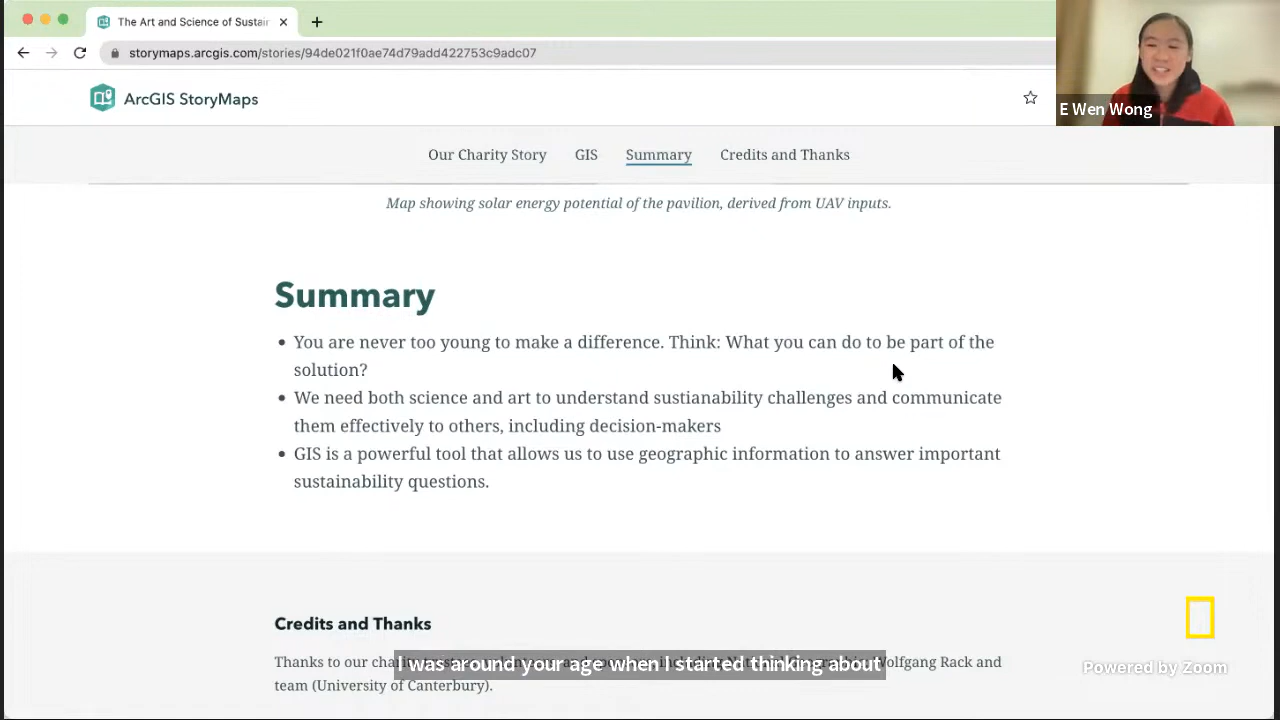 The Art and Science of Sustain
storymaps.arcgis.com/stories/94de021f0ae74d79add422753c9adc07
ArcGIS StoryMaps
E Wen Wong
Our Charity Story GIS Summary Credits and Thanks
Map showing solar energy potential of the pavilion, derived from UAV inputs.
Summary
• You are never too young to make a difference. Think: What you can do to be part of the
solution?
• We need both science and art to understand sustianability challenges and communicate
them effectively to others, including decision-makers
• GIS is a powerful tool that allows us to use geographic information to answer important
sustainability questions.
Credits and Thanks
Thanks to our Wolfgang Rack and
I was around your age when I started thinking about
team (University of Canterbury).
Powered by Zoom